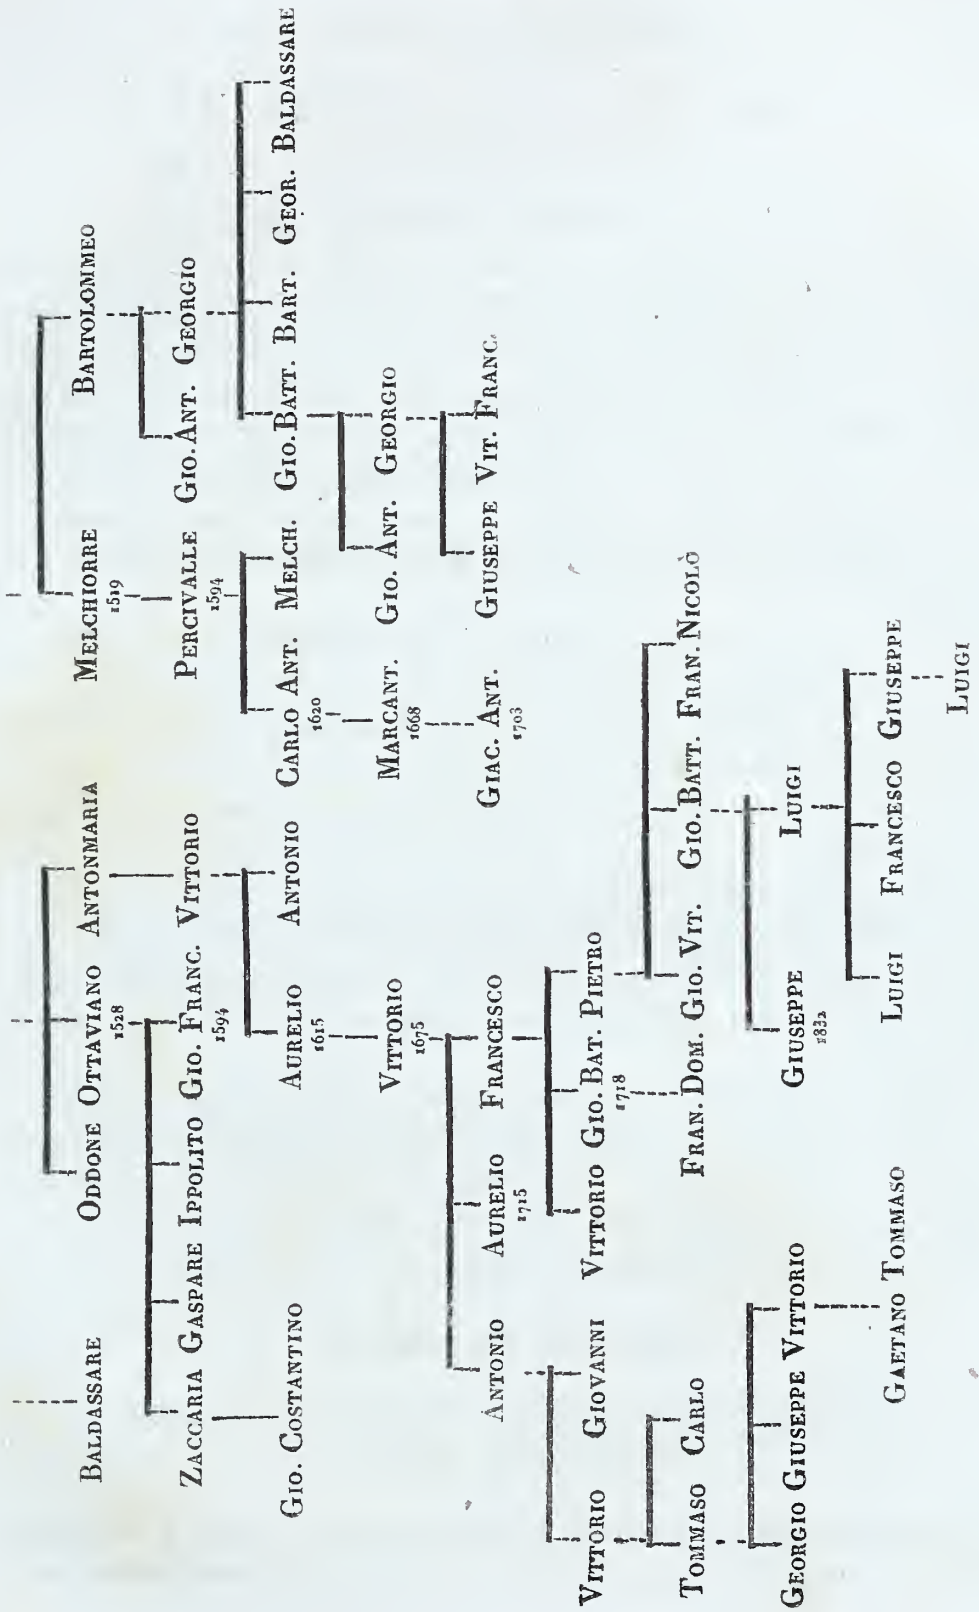 BALDASSARE ODDONE OTTAVIANO ANTONMARIA MELCHIORRE BARTOLOMMEO
1528 1519
ZACCARIA GASPARE IPPOLITO GIO. FRANC. VITTORIO PERCIVALLE GIO. ANT. GEORGIO
1594 1594
GIO. COSTANTINO AURELIO ANTONIO CARLO ANT. MELCH. GIO. BATT. BART. GEOR. BALDASSARE
1615 1620
VITTORIO MARCANT. GIO. ANT. GEORGIO
1675 1668
ANTONIO AURELIO FRANCESCO GIAC. ANT. GIUSEPPE VIT. FRANC.
1715 1703
VITTORIO GIOVANNI VITTORIO GIO. BAT. PIETRO
1718
TOMMASO CARLO FRAN. DOM. GIO. VIT. GIO. BATT. FRAN. NICOLÒ
GEORGIO GIUSEPPE VITTORIO GIUSEPPE LUIGI
1832
GAETANO TOMMASO LUIGI FRANCESCO GIUSEPPE
LUIGI